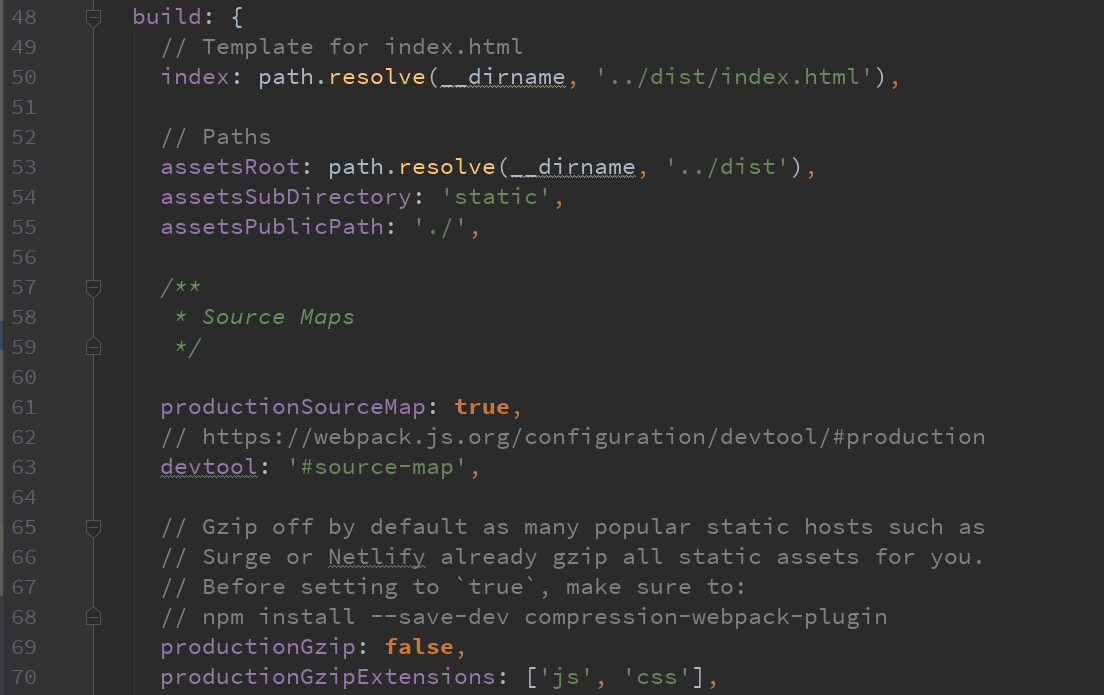 48 build: {
49 // Template for index.html
50 index: path.resolve(__dirname, '../dist/index.html'),
51
52 // Paths
53 assetsRoot: path.resolve(__dirname, '../dist'),
54 assetsSubDirectory: 'static',
55 assetsPublicPath: './',
56
57 /**
58 * Source Maps
59 */
60
61 productionSourceMap: true,
62 // https://webpack.js.org/configuration/devtool/#production
63 devtool: '#source-map',
64
65 // Gzip off by default as many popular static hosts such as
66 // Surge or Netlify already gzip all static assets for you.
67 // Before setting to `true`, make sure to:
68 // npm install --save-dev compression-webpack-plugin
69 productionGzip: false,
70 productionGzipExtensions: ['js', 'css'],